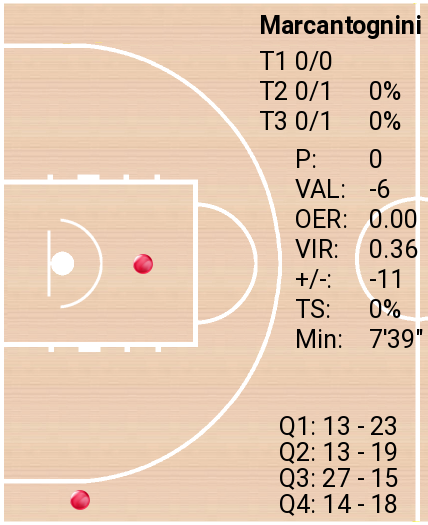 Marcantognini
T1 0/0
T2 0/1 0%
T3 0/1 0%
P: 0
VAL: -6
OER: 0.00
VIR: 0.36
+/-: -11
TS: 0%
Min: 7'39"
Q1: 13 - 23
Q2: 13 - 19
Q3: 27 - 15
Q4: 14 - 18